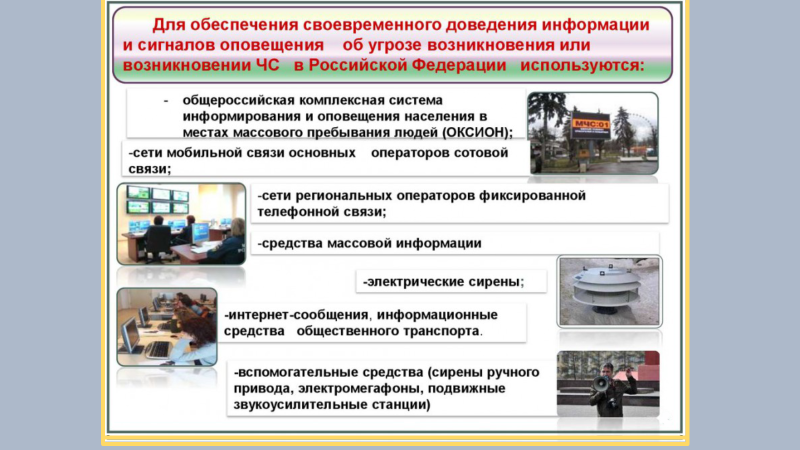 Для обеспечения своевременного доведения информации
и сигналов оповещения об угрозе возникновения или
возникновении ЧС в Российской Федерации используются:
- общероссийская комплексная система
информирования и оповещения населения в
местах массового пребывания людей (ОКСИОН);
МЧС:01
-сети мобильной связи основных операторов сотовой
связи;
-сети региональных операторов фиксированной
телефонной связи;
-средства массовой информации
-электрические сирены;
-интернет-сообщения, информационные
средства общественного транспорта.
-вспомогательные средства (сирены ручного
привода, электромегафоны, подвижные
звукоусилительные станции)